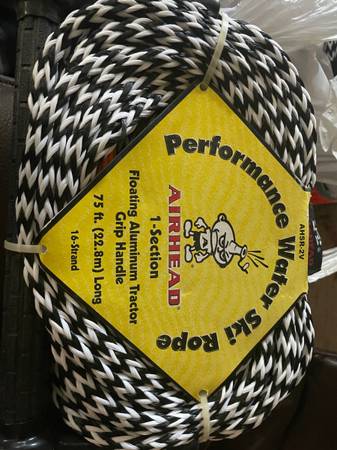 Performance Water Ski Rope
AHSR-2V
AIRHEAD®
1-Section
Floating Aluminum Tractor
Grip Handle
75 ft. (22.8m) Long
16-Strand